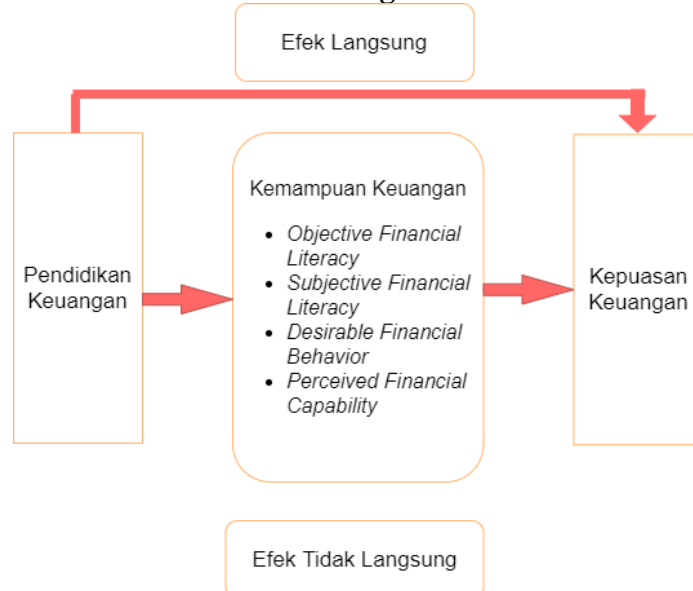 Efek Langsung
Kemampuan Keuangan
Pendidikan
Keuangan
• Objective Financial
Literacy
• Subjective Financial
Literacy
• Desirable Financial
Behavior
• Perceived Financial
Capability
Kepuasan
Keuangan
Efek Tidak Langsung